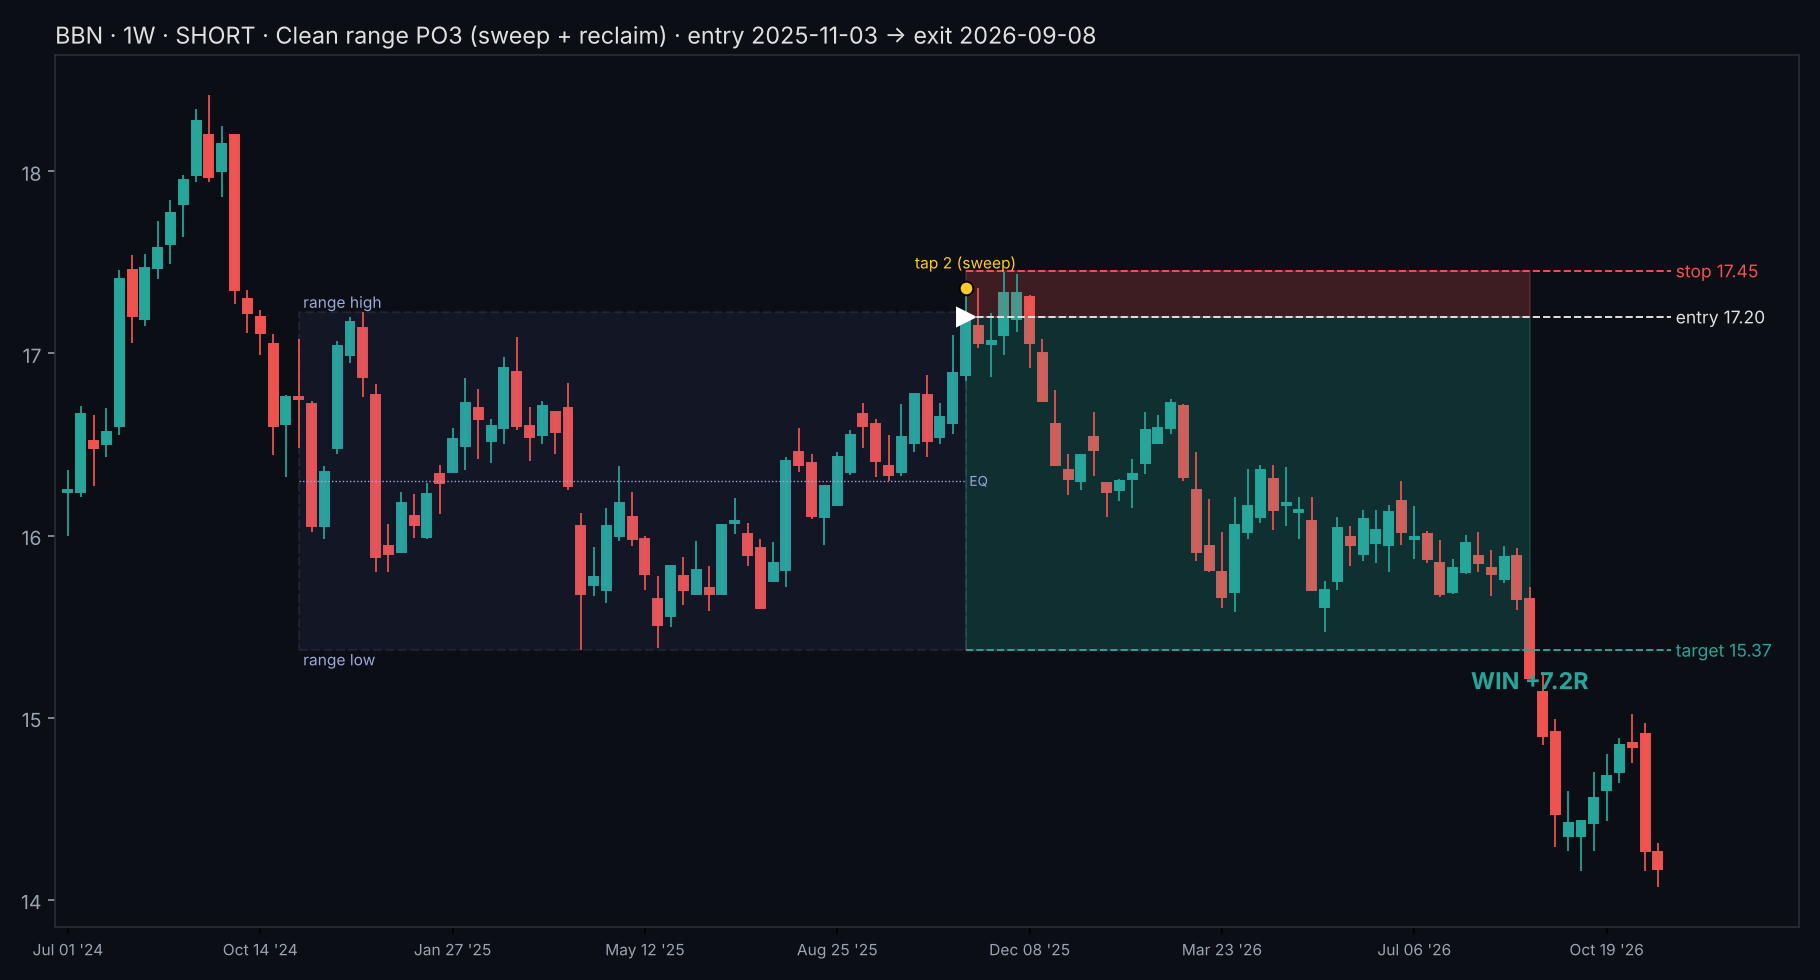 BBN · 1W · SHORT · Clean range PO3 (sweep + reclaim) · entry 2025-11-03 → exit 2026-09-08
18
17
16
15
14
range high
range low
EQ
tap 2 (sweep)
stop 17.45
entry 17.20
target 15.37
WIN +7.2R
Jul 01 '24
Oct 14 '24
Jan 27 '25
May 12 '25
Aug 25 '25
Dec 08 '25
Mar 23 '26
Jul 06 '26
Oct 19 '26